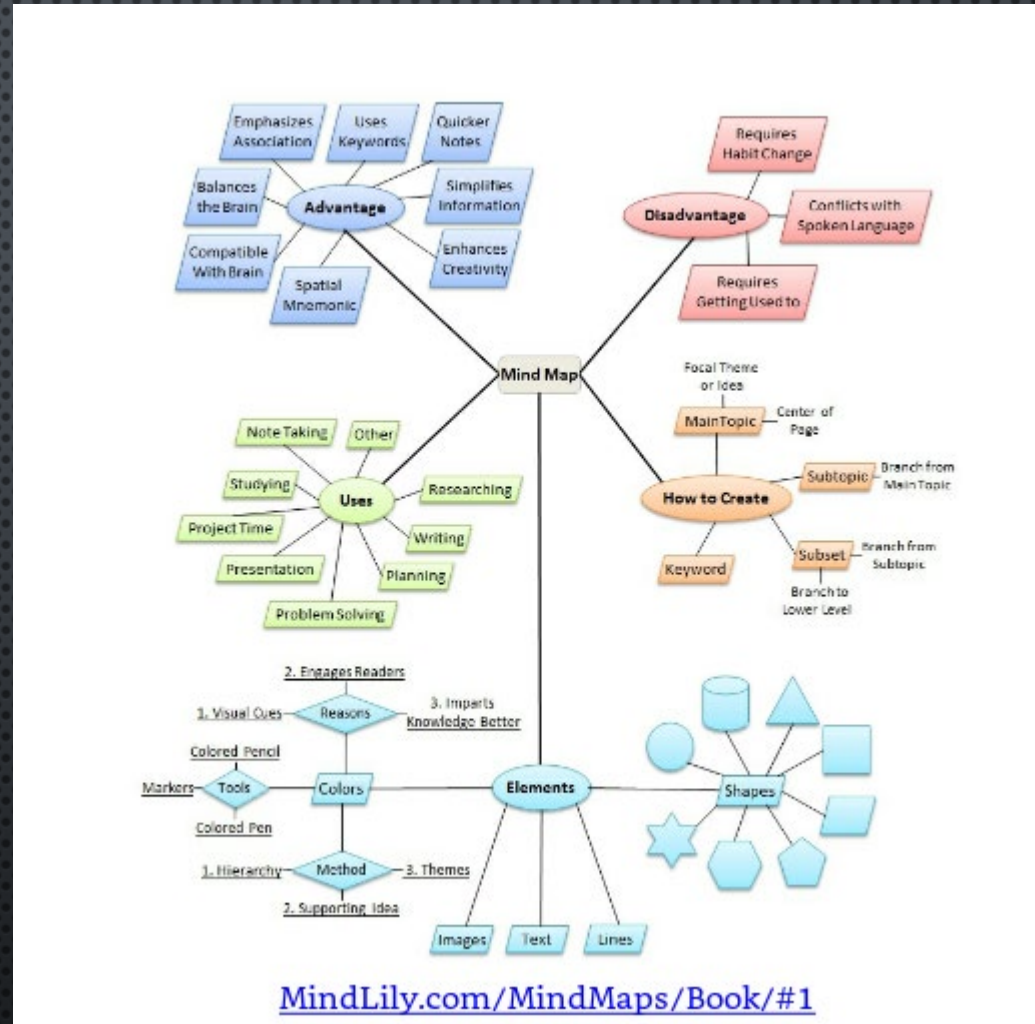 Emphasizes
Association
Uses
Keywords
Quicker
Notes
Balances
the Brain
Advantage
Simplifies
Information
Compatible
With Brain
Spatial
Mnemonic
Enhances
Creativity
Requires
Habit Change
Disadvantage
Conflicts with
Spoken Language
Requires
Getting Used to
Mind Map
Note Taking
Other
Studying
Uses
Researching
Project Time
Writing
Presentation
Planning
Problem Solving
Focal Theme
or Idea
Main Topic
Center of
Page
How to Create
Subtopic
Branch from
Main Topic
Keyword
Subset
Branch from
Subtopic
Branch to
Lower Level
2. Engages Readers
1. Visual Cues
Reasons
3. Imparts
Knowledge Better
Colored Pencil
Markers
Tools
Colors
Colored Pen
1. Hierarchy
Method
3. Themes
2. Supporting Idea
Elements
Shapes
Images
Text
Lines
MindLily.com/MindMaps/Book/#1